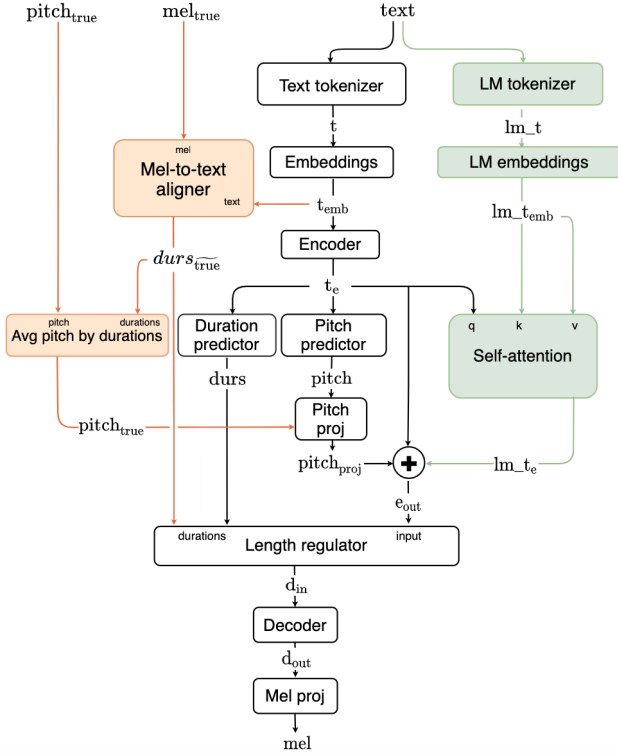 pitch_true mel_true text
Text tokenizer LM tokenizer
t lm_t
mel
Mel-to-text
aligner
text
Embeddings LM embeddings
t_emb lm_t_emb
Encoder
durs_t͠rue
t_e
pitch durations
Avg pitch by durations
Duration
predictor
Pitch
predictor
q k v
Self-attention
durs pitch
pitch_true
Pitch
proj
pitch_proj + lm_t_e
e_out
durations input
Length regulator
d_in
Decoder
d_out
Mel proj
mel